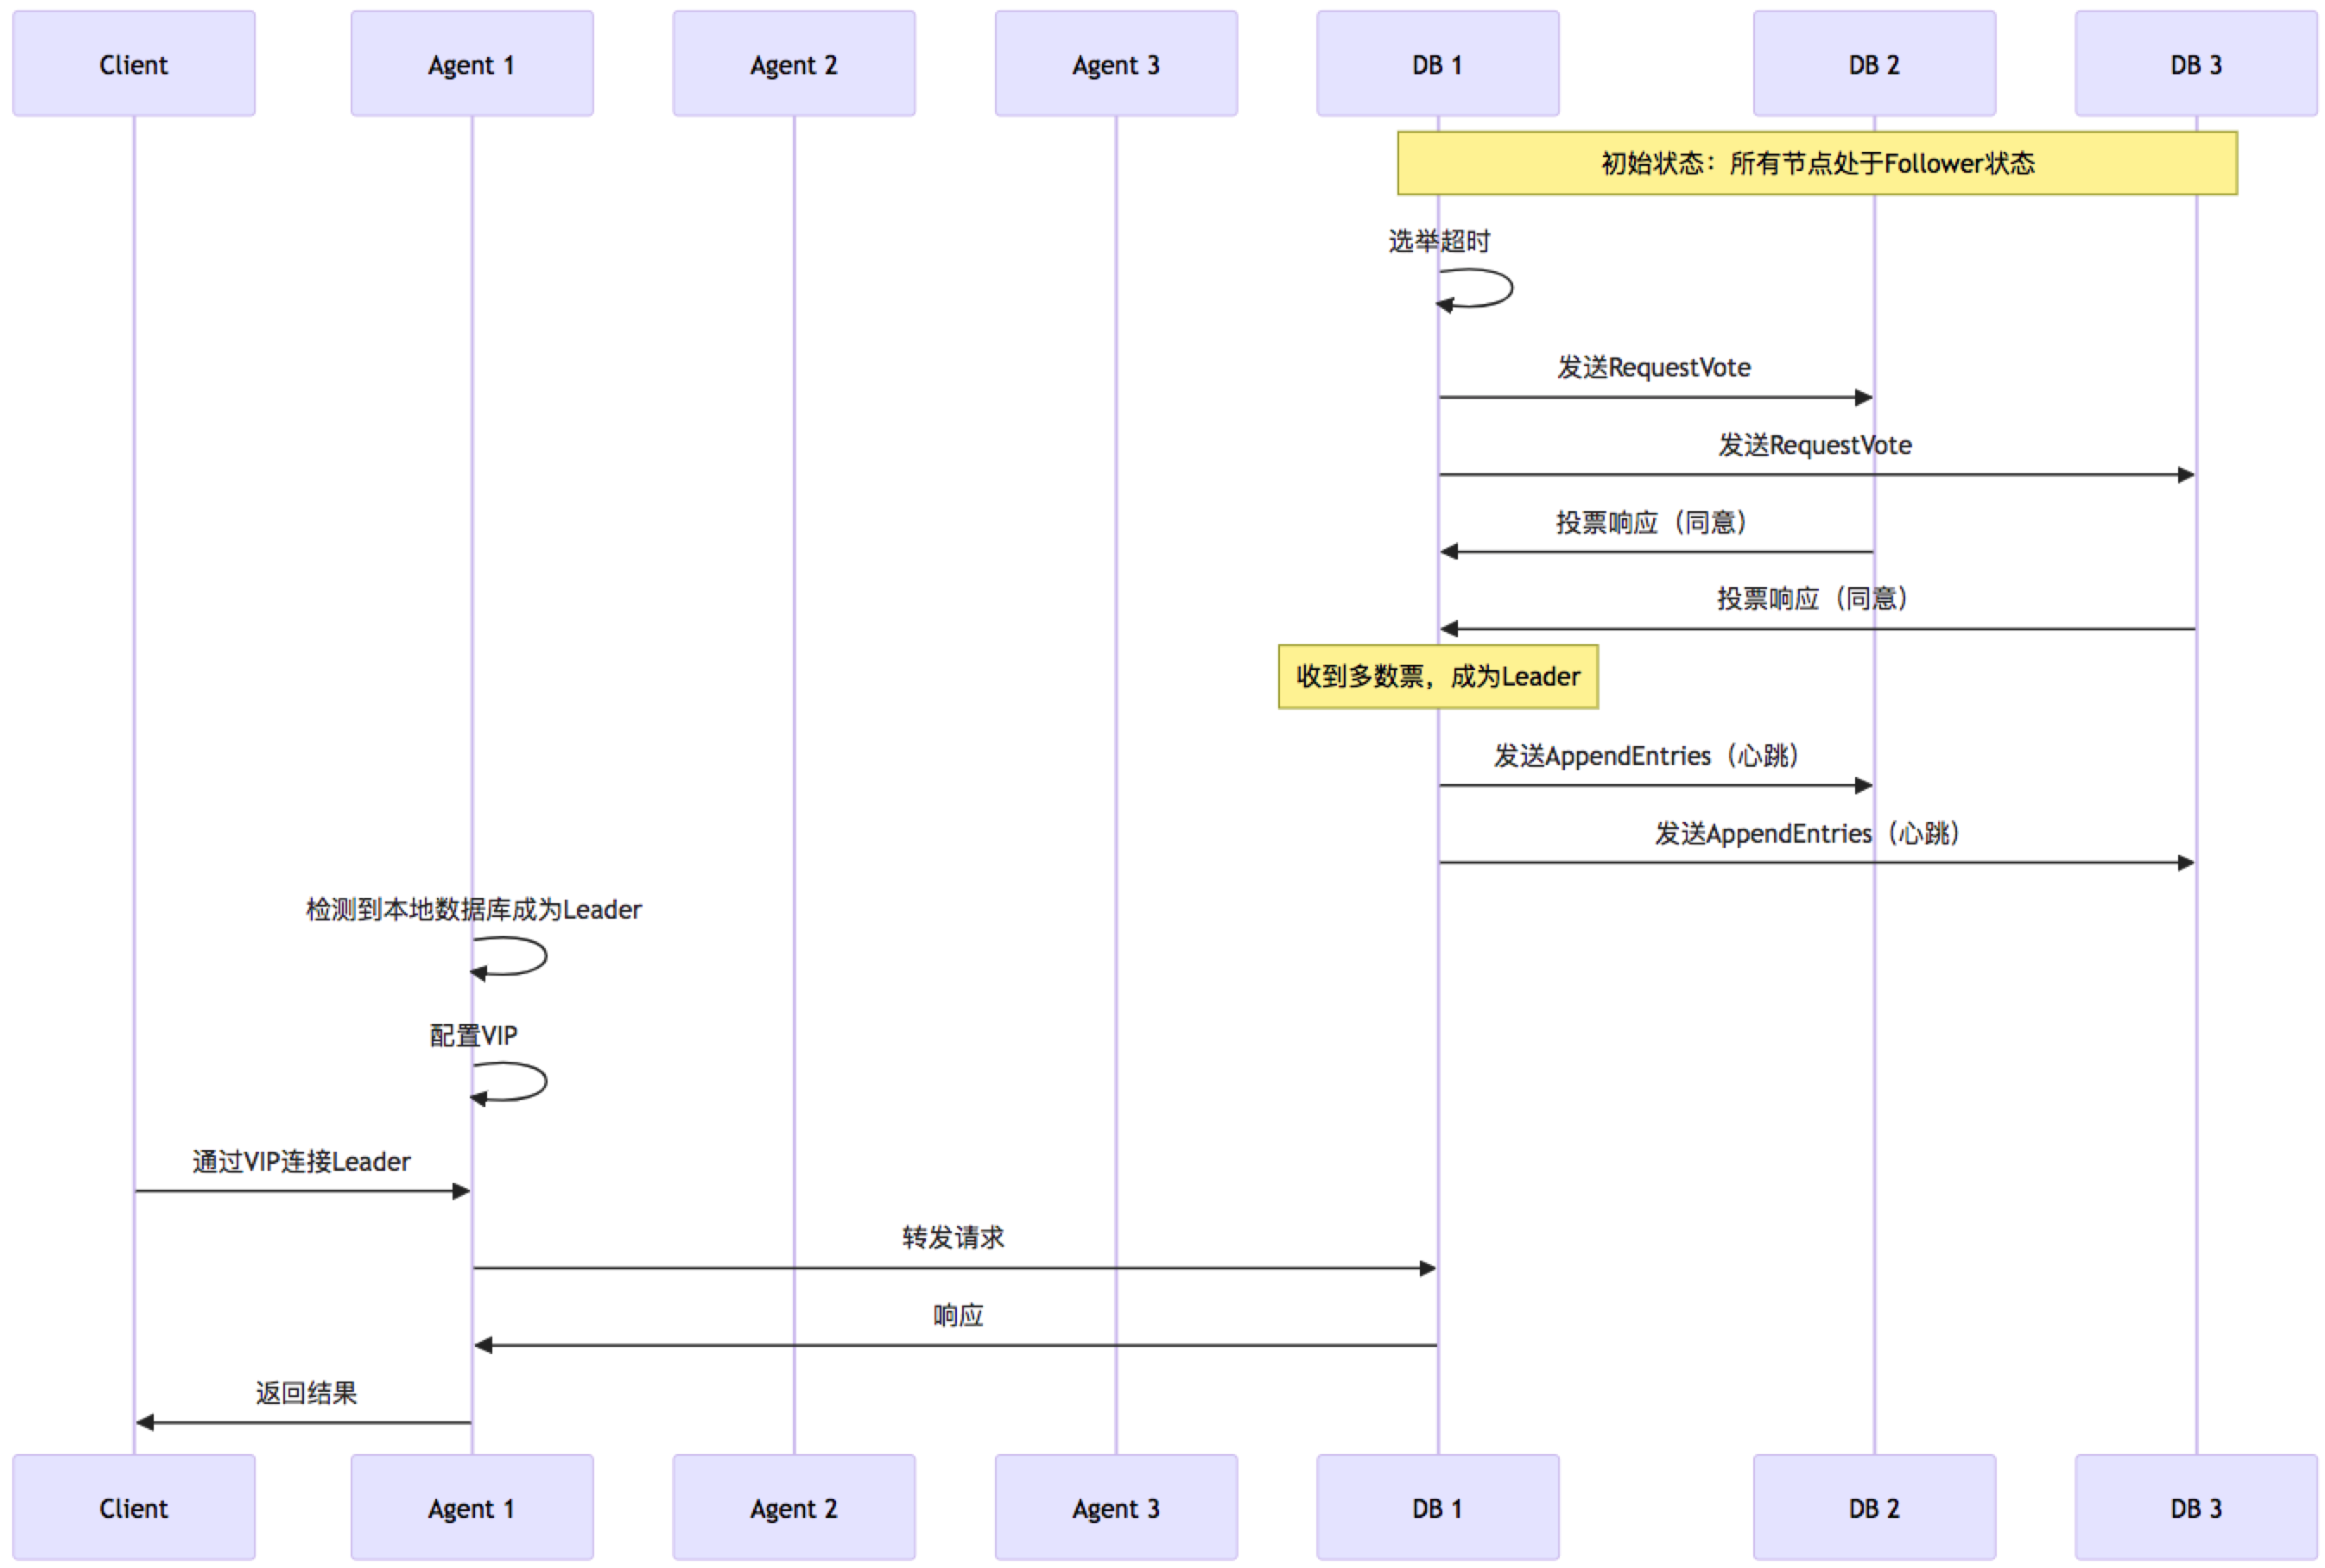 Client
Agent 1
Agent 2
Agent 3
DB 1
DB 2
DB 3
初始状态：所有节点处于Follower状态
选举超时
发送RequestVote
发送RequestVote
投票响应（同意）
投票响应（同意）
收到多数票，成为Leader
发送AppendEntries（心跳）
发送AppendEntries（心跳）
检测到本地数据库成为Leader
配置VIP
通过VIP连接Leader
转发请求
响应
返回结果
Client
Agent 1
Agent 2
Agent 3
DB 1
DB 2
DB 3